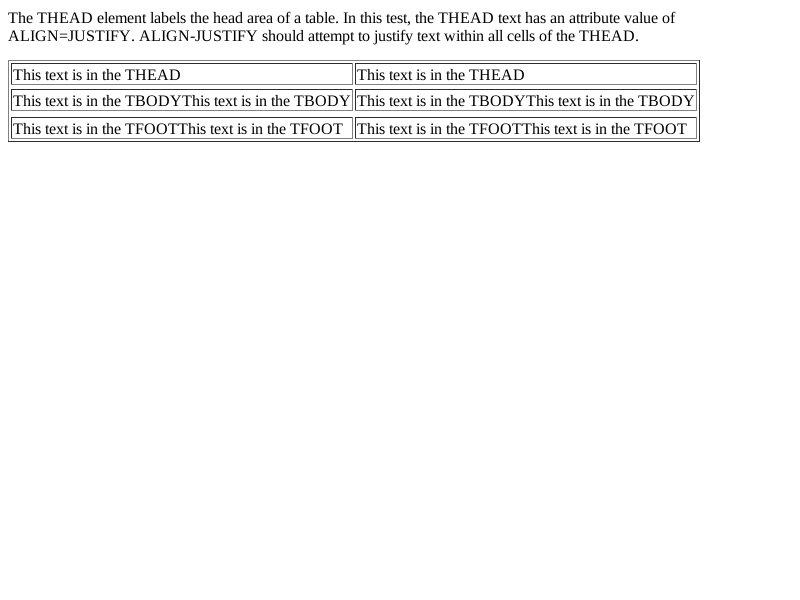 The THEAD element labels the head area of a table. In this test, the THEAD text has an attribute value of
ALIGN=JUSTIFY. ALIGN-JUSTIFY should attempt to justify text within all cells of the THEAD.
This text is in the THEAD This text is in the THEAD
This text is in the TBODYThis text is in the TBODY This text is in the TBODYThis text is in the TBODY
This text is in the TFOOTThis text is in the TFOOT This text is in the TFOOTThis text is in the TFOOT